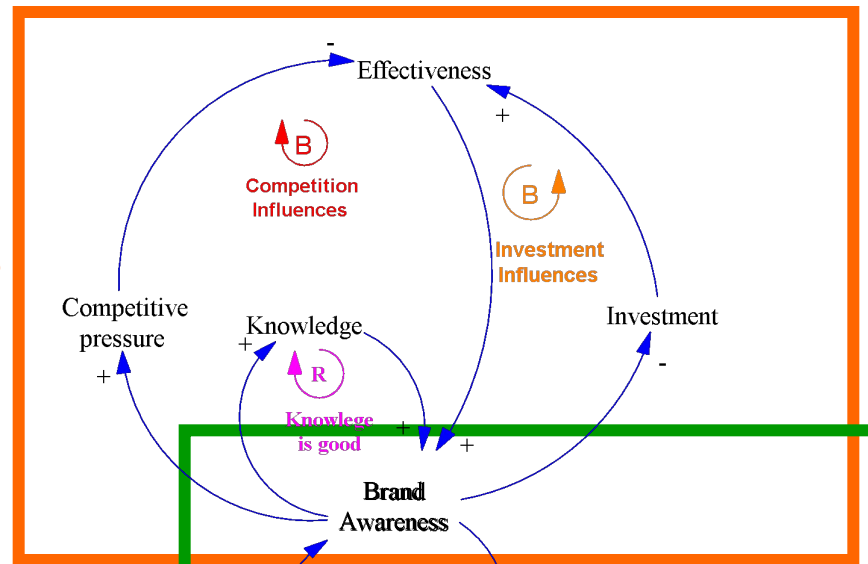 -
Effectiveness
+
B
Competition
Influences
B
Investment
Influences
Competitive
pressure
+
Knowledge
+
R
Knowlege
is good
+
+
Investment
-
Brand
Awareness